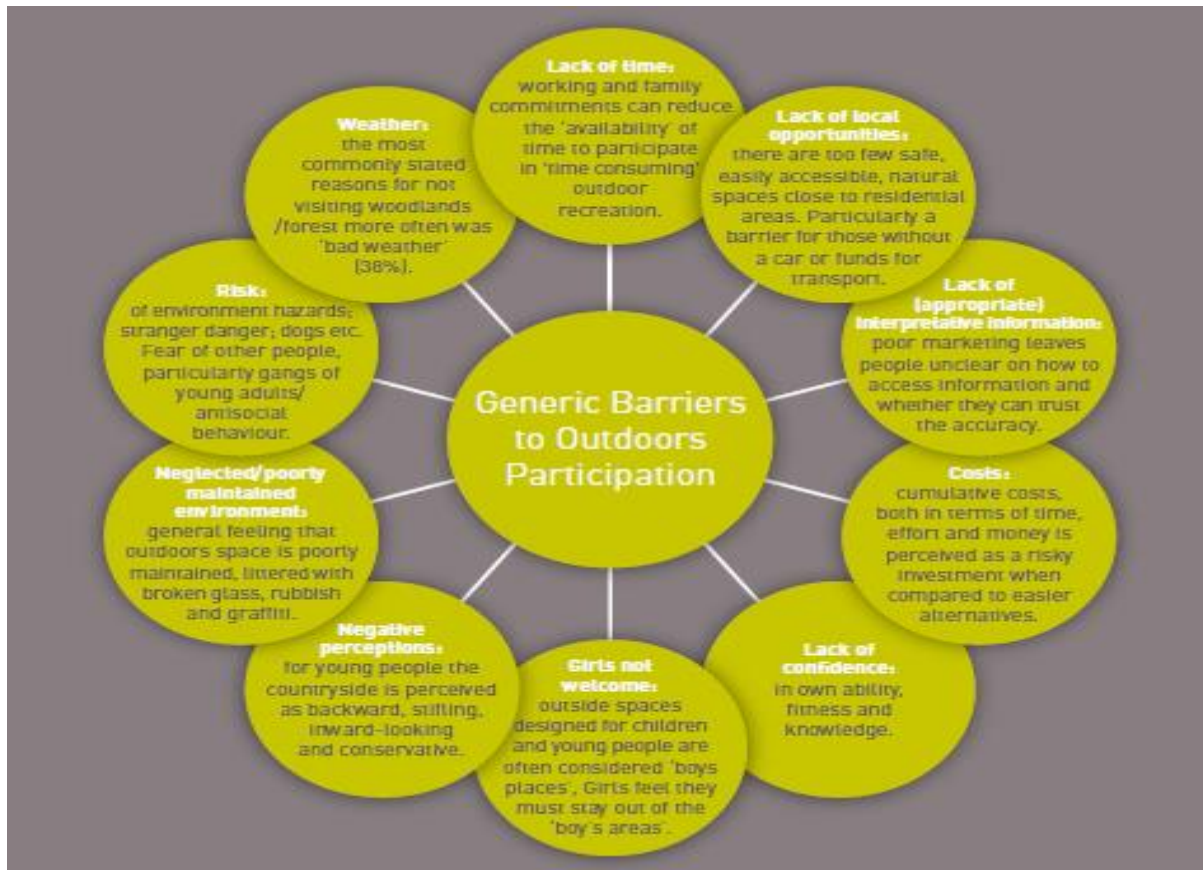 Generic Barriers
to Outdoors
Participation
Lack of time:
working and family
commitments can reduce
the 'availability' of
time to participate
in 'time consuming'
outdoor
recreation.
Lack of local
opportunities:
there are too few safe,
easily accessible, natural
spaces close to residential
areas. Particularly a
barrier for those without
a car or funds for
transport.
Lack of
(appropriate)
interpretative information:
poor marketing leaves
people unclear on how to
access information and
whether they can trust
the accuracy.
Costs:
cumulative costs,
both in terms of time,
effort and money is
perceived as a risky
investment when
compared to easier
alternatives.
Lack of
confidence:
in own ability,
fitness and
knowledge.
Girls not
welcome:
outside spaces
designed for children
and young people are
often considered 'boys
places', Girls feel they
must stay out of the
'boy's areas'.
Negative
perceptions:
for young people the
countryside is perceived
as backward, stifling,
inward-looking
and conservative.
Neglected/poorly
maintained
environment:
general feeling that
outdoors space is poorly
maintained, littered with
broken glass, rubbish
and graffiti.
Risk:
of environment hazards;
stranger danger; dogs etc.
Fear of other people,
particularly gangs of
young adults/
antisocial
behaviour.
Weather:
the most
commonly stated
reasons for not
visiting woodlands
/forest more often was
'bad weather'
(38%).